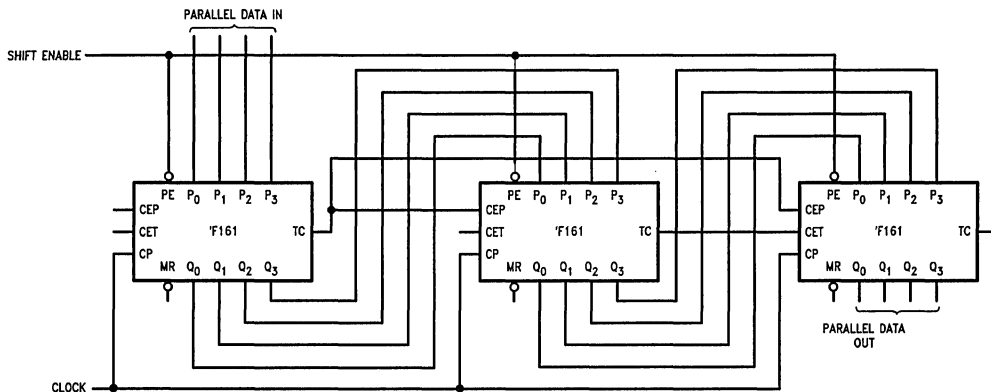 PARALLEL DATA IN
SHIFT ENABLE
PE P0 P1 P2 P3
CEP
CET 'F161 TC
CP
MR Q0 Q1 Q2 Q3
PE P0 P1 P2 P3
CEP
CET 'F161 TC
CP
MR Q0 Q1 Q2 Q3
PE P0 P1 P2 P3
CEP
CET 'F161 TC
CP
MR Q0 Q1 Q2 Q3
PARALLEL DATA
OUT
CLOCK